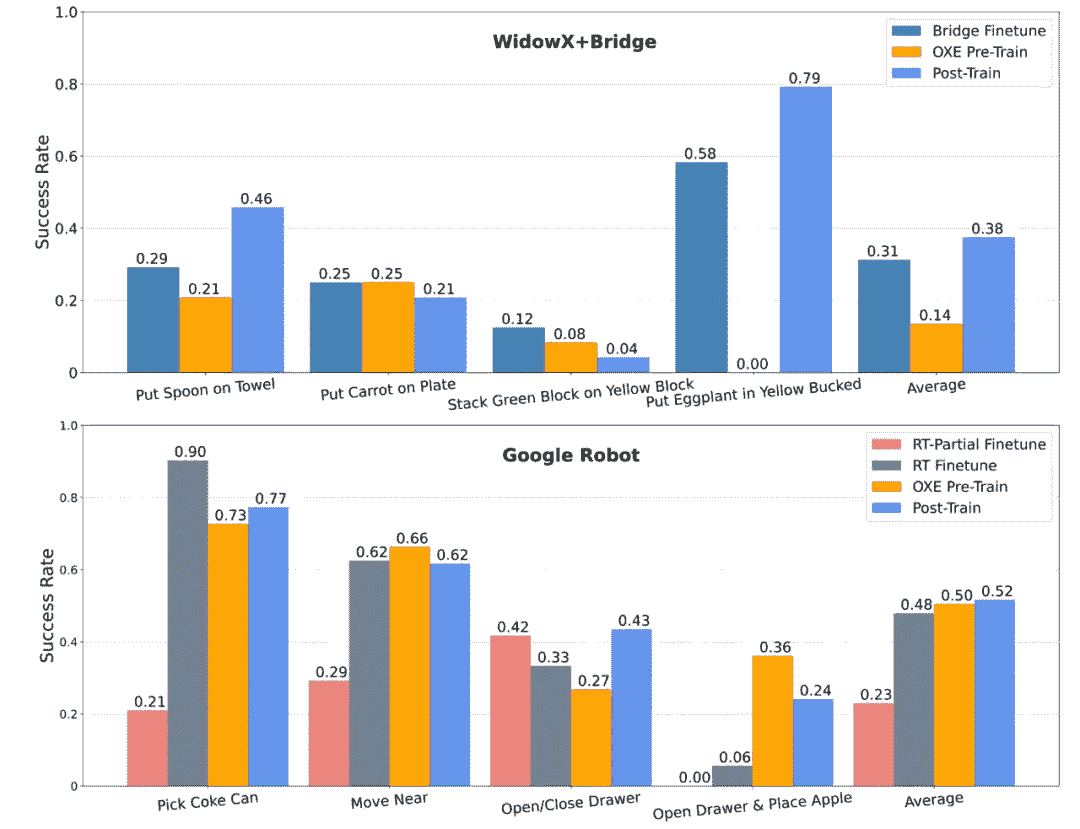 WidowX+Bridge
Bridge Finetune
OXE Pre-Train
Post-Train
Success Rate
1.0
0.8
0.6
0.4
0.2
0
0.29
0.21
0.46
0.25
0.25
0.21
0.12
0.08
0.04
0.58
0.00
0.79
0.31
0.14
0.38
Put Spoon on Towel
Put Carrot on Plate
Stack Green Block on Yellow Block
Put Eggplant in Yellow Bucked
Average
Google Robot
RT-Partial Finetune
RT Finetune
OXE Pre-Train
Post-Train
Success Rate
1.0
0.8
0.6
0.4
0.2
0
0.21
0.90
0.73
0.77
0.29
0.62
0.66
0.62
0.42
0.33
0.27
0.43
0.00
0.06
0.36
0.24
0.23
0.48
0.50
0.52
Pick Coke Can
Move Near
Open/Close Drawer
Open Drawer & Place Apple
Average